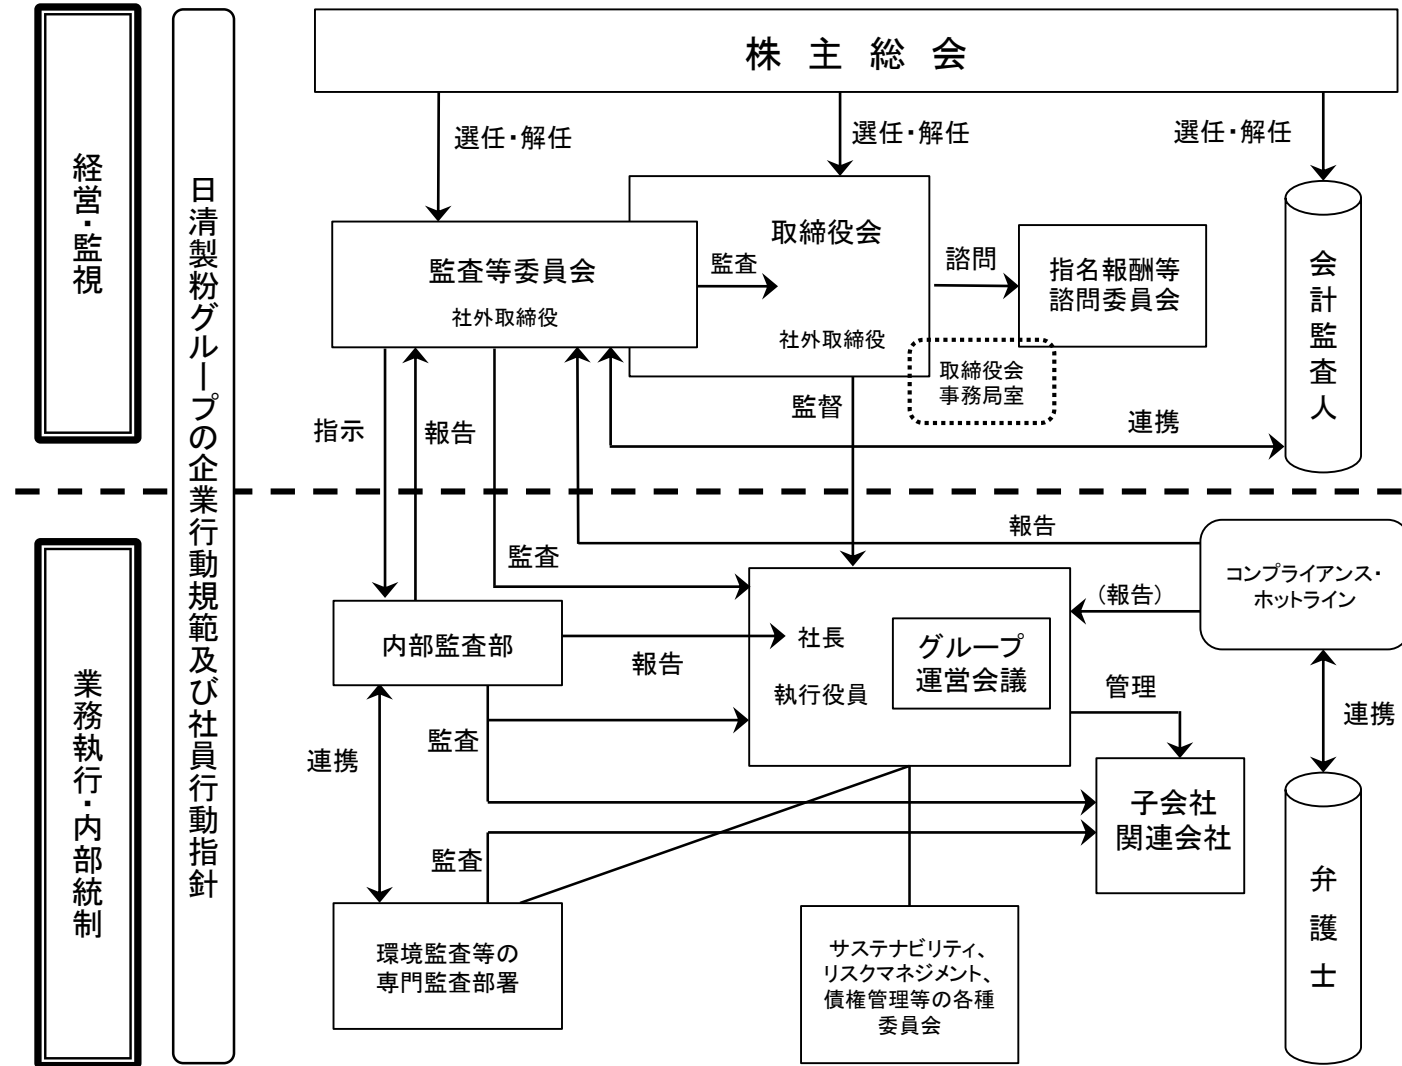 株主総会
選任・解任
選任・解任
選任・解任
経営・監視
日清製粉グループの企業行動規範及び社員行動指針
取締役会
社外取締役
監査等委員会
社外取締役
監査
諮問
指名報酬等
諮問委員会
会計監査人
取締役会
事務局室
監督
指示
報告
連携
報告
監査
コンプライアンス・
ホットライン
(報告)
内部監査部
報告
社長
執行役員
グループ
運営会議
管理
連携
業務執行・内部統制
監査
連携
子会社
関連会社
監査
弁護士
環境監査等の
専門監査部署
サステナビリティ、
リスクマネジメント、
債権管理等の各種
委員会